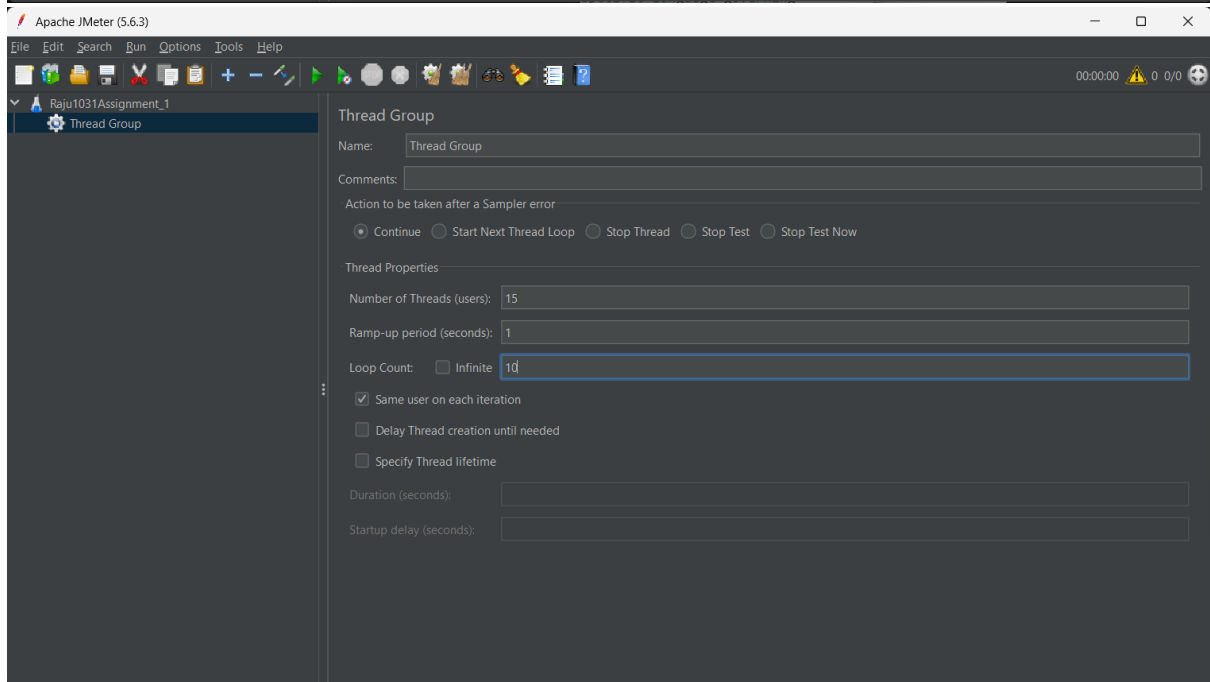 Apache JMeter (5.6.3)
File Edit Search Run Options Tools Help
00:00:00 0 0/0
Raju1031Assignment_1
Thread Group
Thread Group
Name: Thread Group
Comments:
Action to be taken after a Sampler error
Continue Start Next Thread Loop Stop Thread Stop Test Stop Test Now
Thread Properties
Number of Threads (users): 15
Ramp-up period (seconds): 1
Loop Count: Infinite 10
Same user on each iteration
Delay Thread creation until needed
Specify Thread lifetime
Duration (seconds):
Startup delay (seconds):